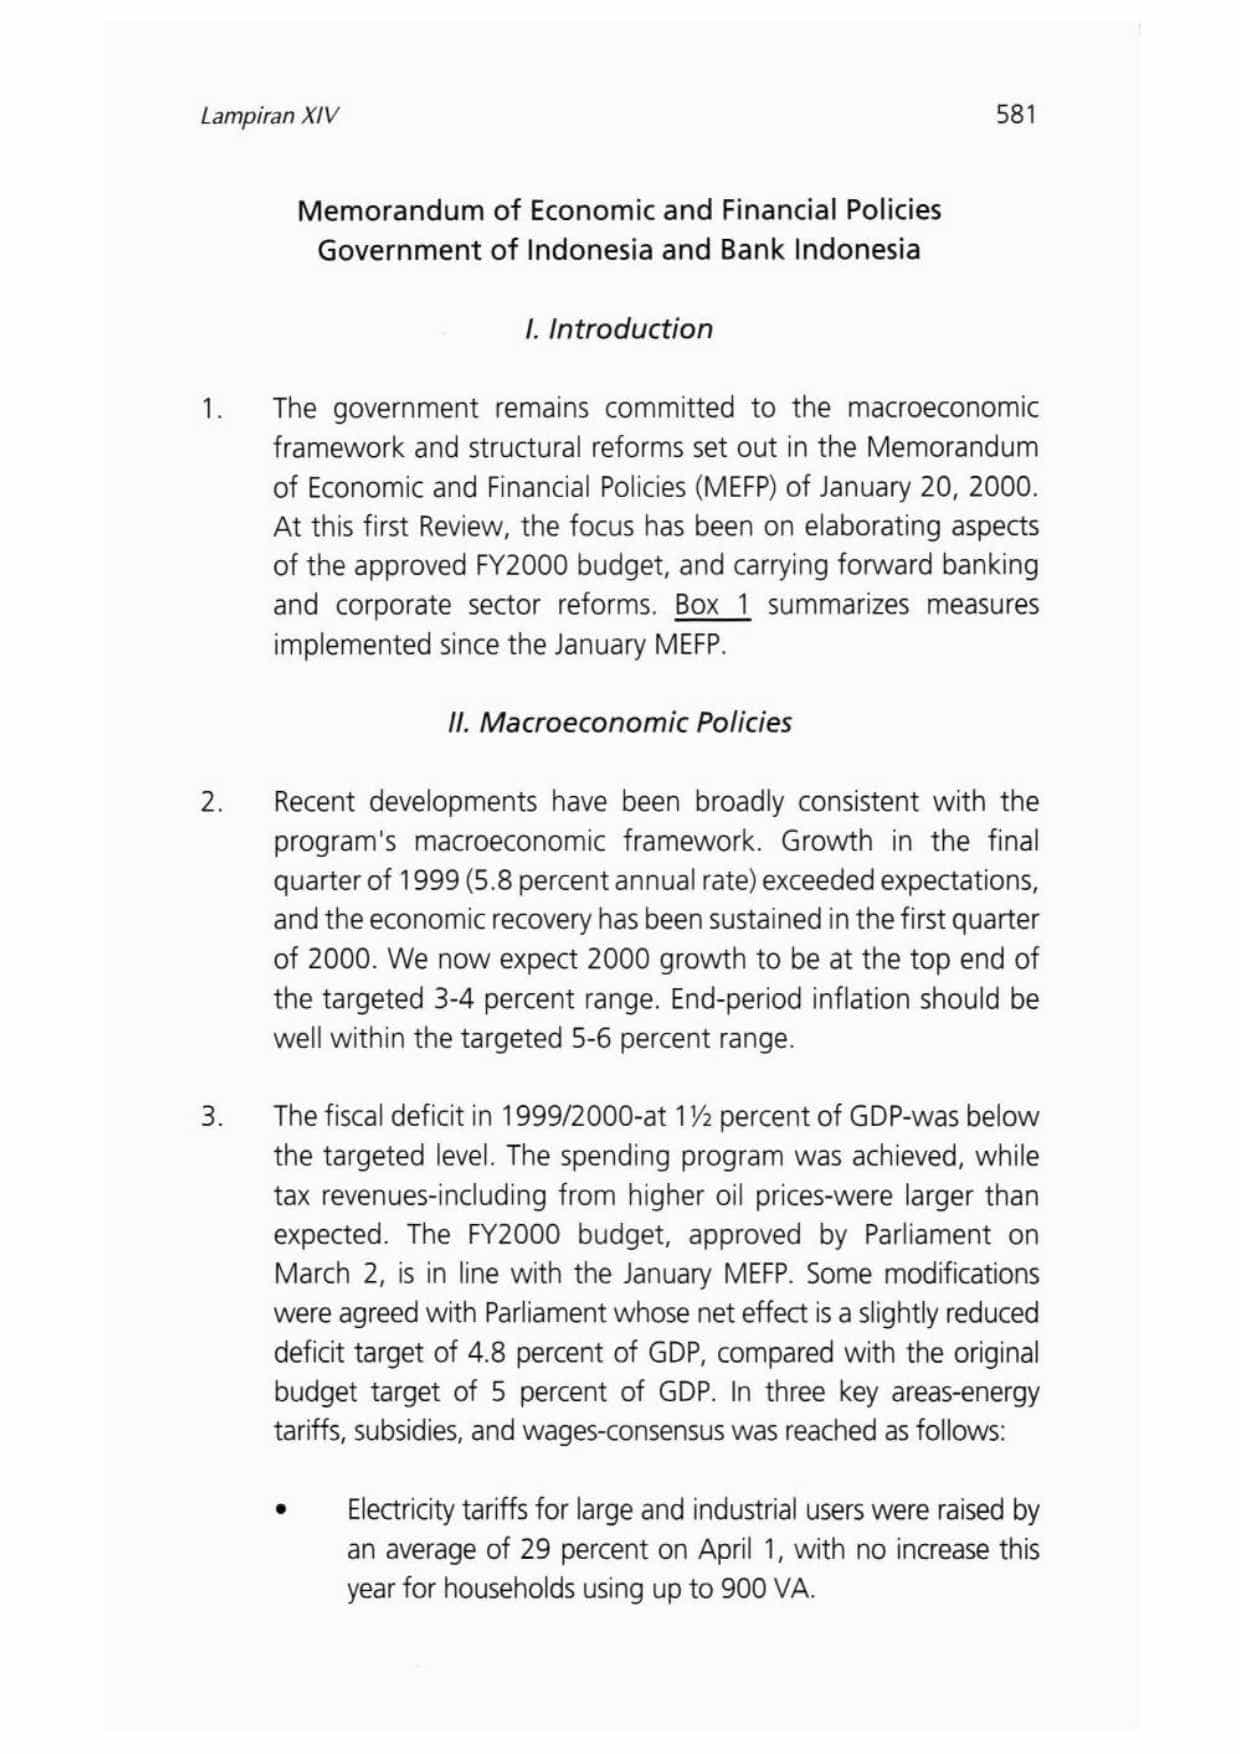 Lampiran XIV 581
Memorandum of Economic and Financial Policies
Government of Indonesia and Bank Indonesia
I. Introduction
1. The government remains committed to the macroeconomic
framework and structural reforms set out in the Memorandum
of Economic and Financial Policies (MEFP) of January 20, 2000.
At this first Review, the focus has been on elaborating aspects
of the approved FY2000 budget, and carrying forward banking
and corporate sector reforms. Box 1 summarizes measures
implemented since the January MEFP.
II. Macroeconomic Policies
2. Recent developments have been broadly consistent with the
program's macroeconomic framework. Growth in the final
quarter of 1999 (5.8 percent annual rate) exceeded expectations,
and the economic recovery has been sustained in the first quarter
of 2000. We now expect 2000 growth to be at the top end of
the targeted 3-4 percent range. End-period inflation should be
well within the targeted 5-6 percent range.
3. The fiscal deficit in 1999/2000-at 1½ percent of GDP-was below
the targeted level. The spending program was achieved, while
tax revenues-including from higher oil prices-were larger than
expected. The FY2000 budget, approved by Parliament on
March 2, is in line with the January MEFP. Some modifications
were agreed with Parliament whose net effect is a slightly reduced
deficit target of 4.8 percent of GDP, compared with the original
budget target of 5 percent of GDP. In three key areas-energy
tariffs, subsidies, and wages-consensus was reached as follows:
• Electricity tariffs for large and industrial users were raised by
an average of 29 percent on April 1, with no increase this
year for households using up to 900 VA.